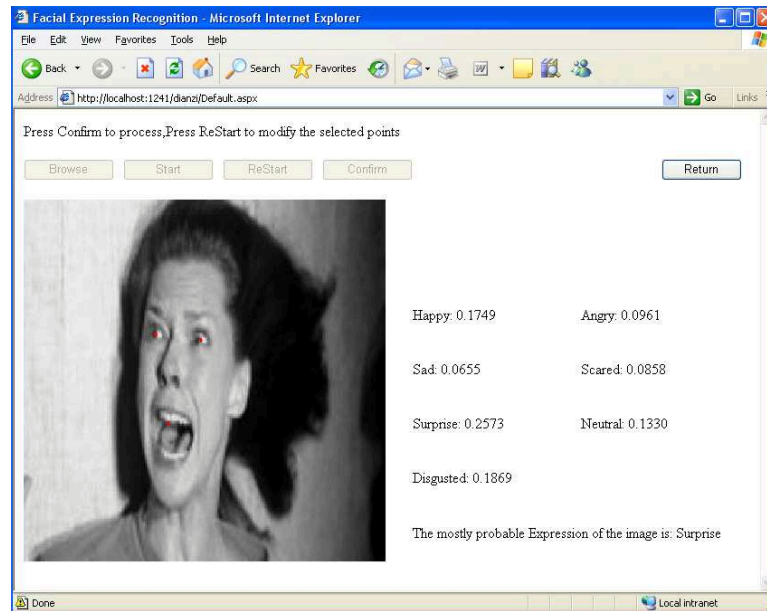 Facial Expression Recognition - Microsoft Internet Explorer
File Edit View Favorites Tools Help
Back Search Favorites
Address http://localhost:1241/dianzi/Default.aspx Go Links
Press Confirm to process,Press ReStart to modify the selected points
Browse Start ReStart Confirm Return
Happy: 0.1749 Angry: 0.0961
Sad: 0.0655 Scared: 0.0858
Surprise: 0.2573 Neutral: 0.1330
Disgusted: 0.1869
The mostly probable Expression of the image is: Surprise
Done Local intranet